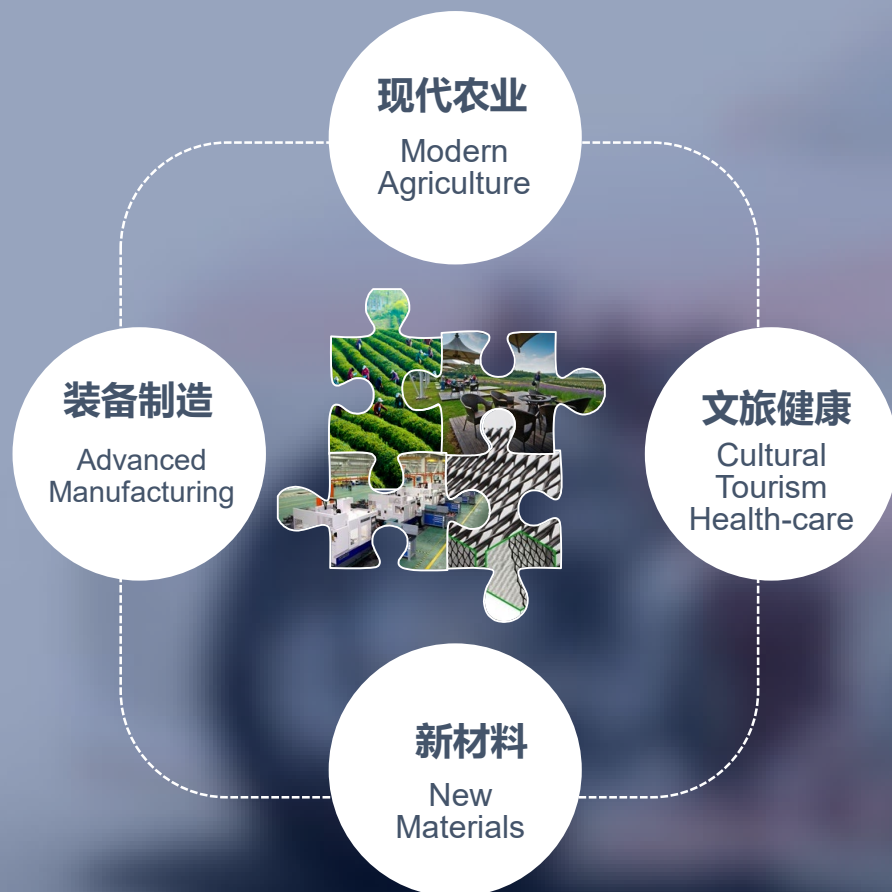 现代农业
Modern
Agriculture
装备制造
Advanced
Manufacturing
文旅健康
Cultural
Tourism
Health-care
新材料
New
Materials